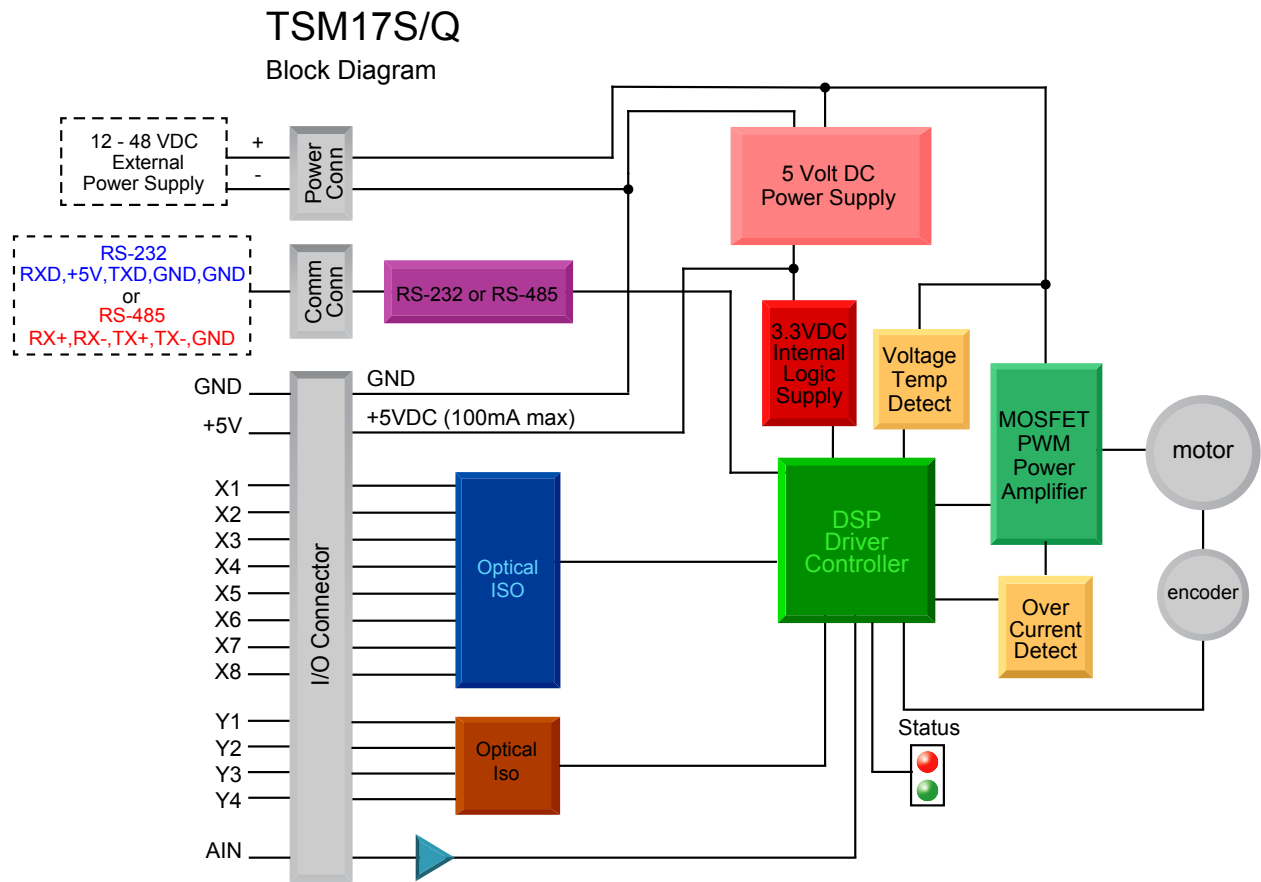 TSM17S/Q
Block Diagram
12 - 48 VDC
External
Power Supply
+
-
Power
Conn
5 Volt DC
Power Supply
RS-232
RXD,+5V,TXD,GND,GND
or
RS-485
RX+,RX-,TX+,TX-,GND
Comm
Conn
RS-232 or RS-485
3.3VDC
Internal
Logic
Supply
Voltage
Temp
Detect
MOSFET
PWM
Power
Amplifier
motor
encoder
GND
+5V
GND
+5VDC (100mA max)
I/O Connector
X1
X2
X3
X4
X5
X6
X7
X8
Optical
ISO
DSP
Driver
Controller
Over
Current
Detect
Y1
Y2
Y3
Y4
Optical
Iso
Status
AIN